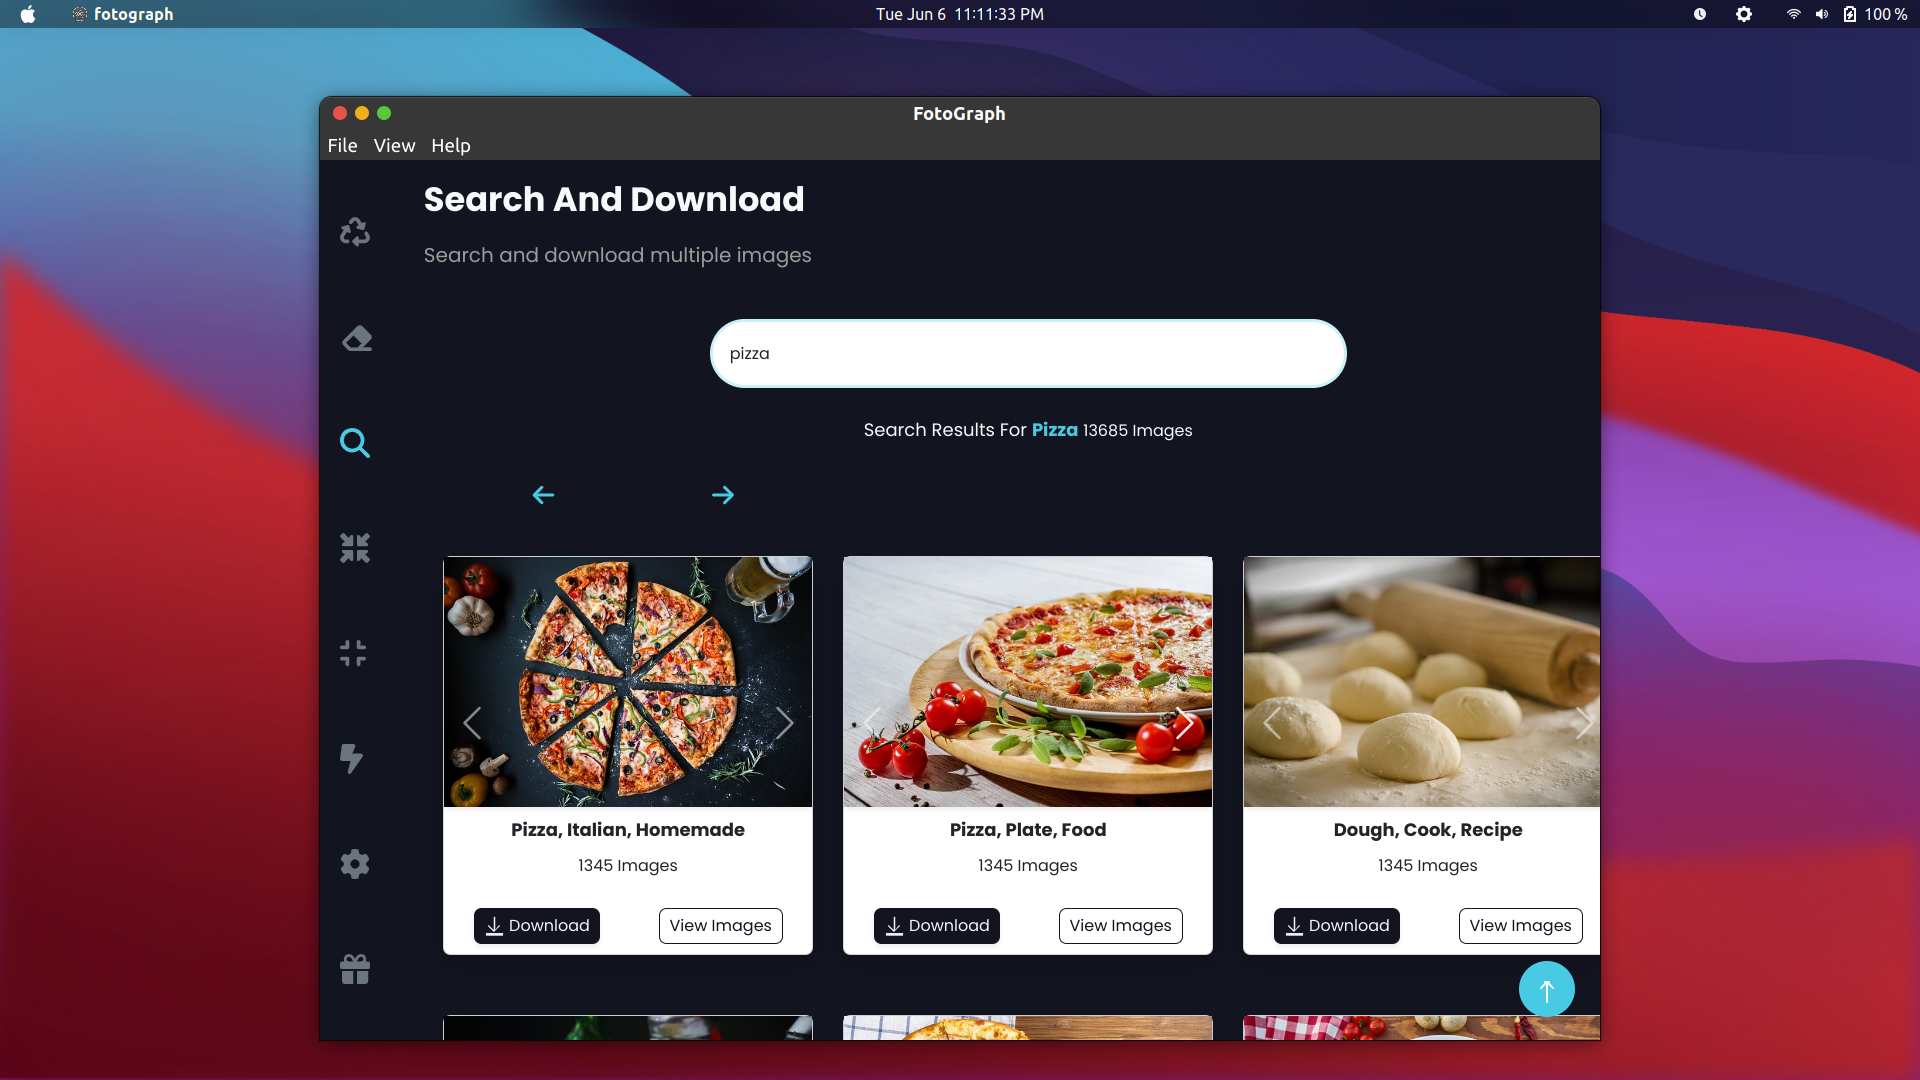 fotograph
Tue Jun 6 11:11:33 PM
100 %
FotoGraph
File View Help
Search And Download
Search and download multiple images
pizza
Search Results For Pizza 13685 Images
Pizza, Italian, Homemade
1345 Images
Download View Images
Pizza, Plate, Food
1345 Images
Download View Images
Dough, Cook, Recipe
1345 Images
Download View Images